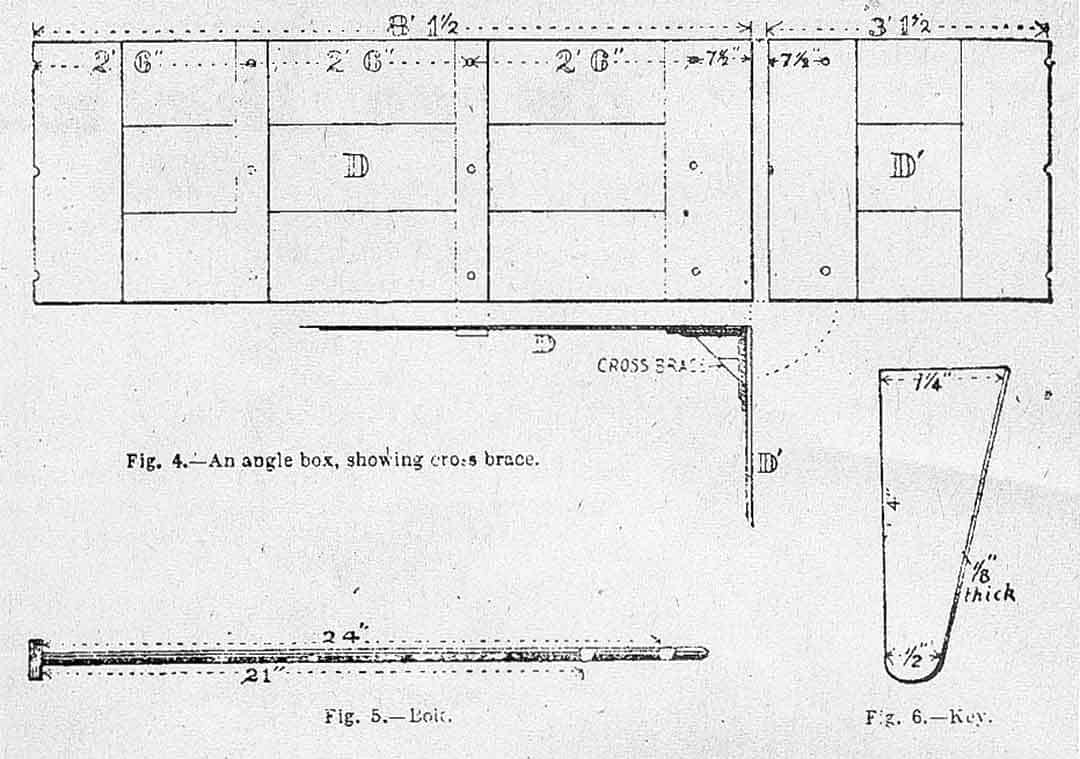 8' 1½ 3' 1½
2' 6" 2' 6" 2' 6" 7½" 7½"
D D'
D
CROSS BRACE
1¼"
Fig. 4.—An angle box, showing cross brace.
D'
4"
⅛"
thick
24"
½"
21"
Fig. 5.—Bolt. Fig. 6.—Key.